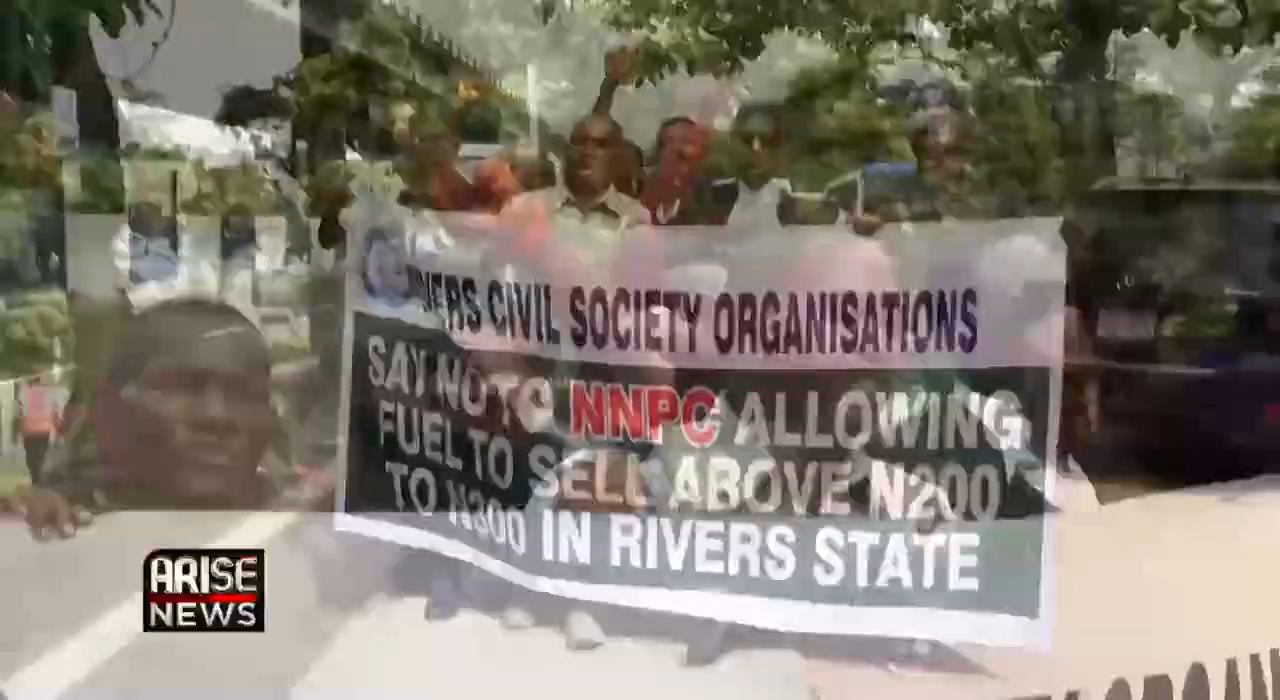 RIVERS CIVIL SOCIETY ORGANISATIONS
SAY NO TO NNPC ALLOWING
FUEL TO SELL ABOVE N200
TO N300 IN RIVERS STATE
ARISE
NEWS